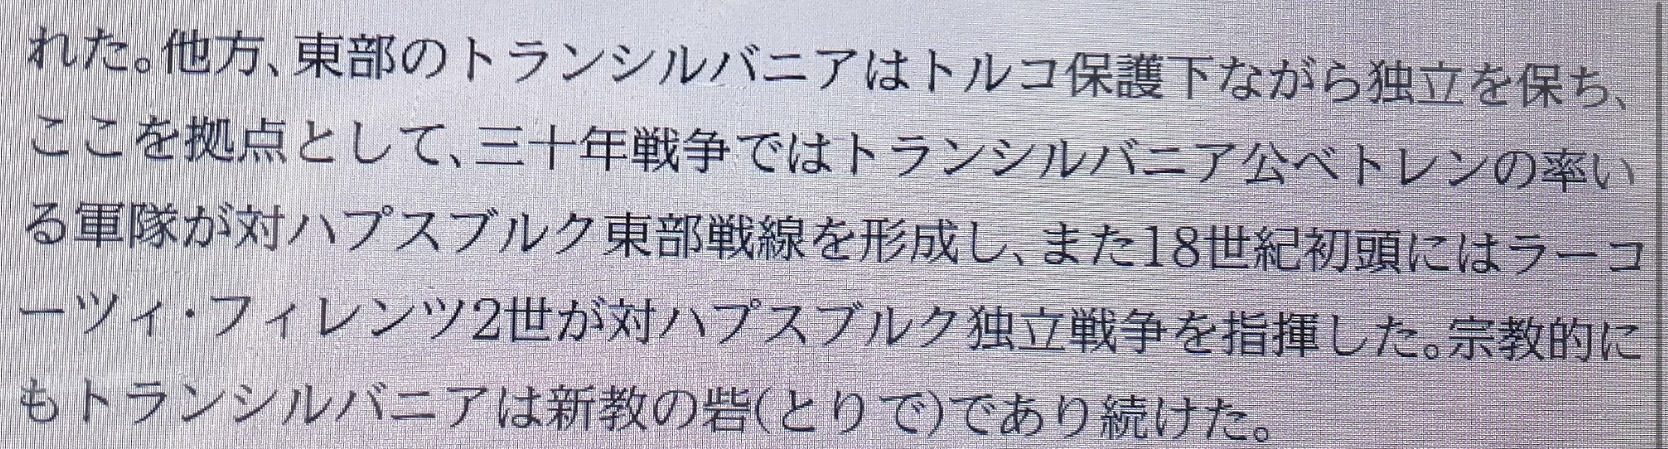 れた。他方、東部のトランシルバニアはトルコ保護下ながら独立を保ち、
ここを拠点として、三十年戦争ではトランシルバニア公ベトレンの率い
る軍隊が対ハプスブルク東部戦線を形成し、また18世紀初頭にはラーコ
ーツィ・フィレンツ2世が対ハプスブルク独立戦争を指揮した。宗教的に
もトランシルバニアは新教の砦(とりで)であり続けた。